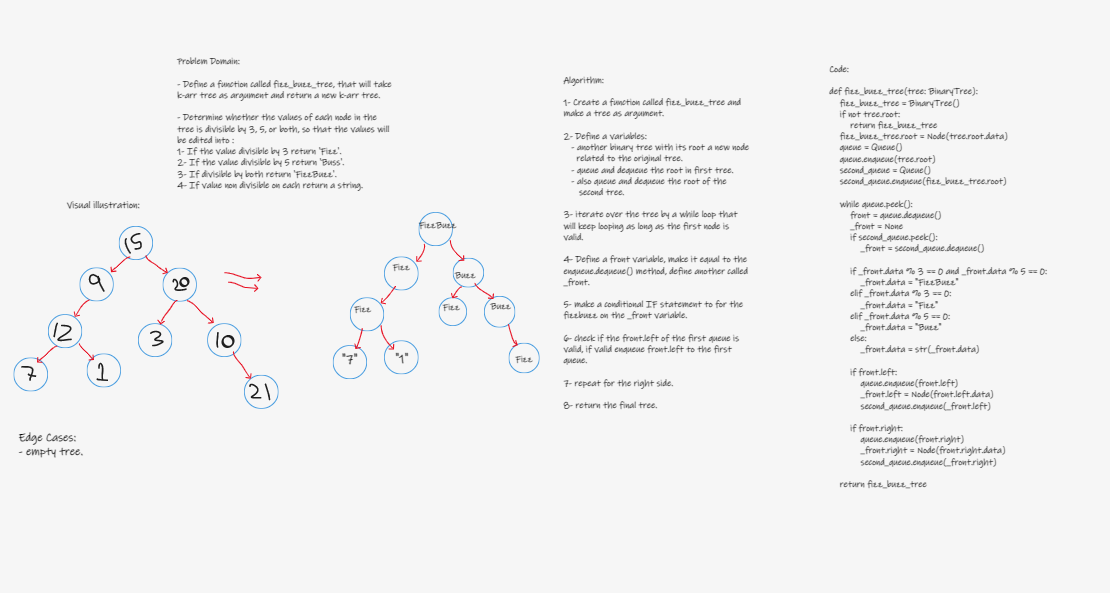 Problem Domain:
- Define a function called fizz_buzz_tree, that will take
k-arr tree as argument and return a new k-arr tree.
- Determine whether the values of each node in the
tree is divisible by 3, 5, or both, so that the values will
be edited into :
1- If the value divisible by 3 return 'Fizz'.
2- If the value divisible by 5 return 'Buss'.
3- If divisible by both return 'FizzBuzz'.
4- If value non divisible on each return a string.
Visual illustration:
15
9
20
12
3
10
7
1
21
FizzBuzz
Fizz
Buzz
Fizz
Fizz
Buzz
"7"
"1"
Fizz
Edge Cases:
- empty tree.
Algorithm:
1- Create a function called fizz_buzz_tree and
make a tree as argument.
2- Define a variables:
- another binary tree with its root a new node
related to the original tree.
- queue and dequeue the root in first tree.
- also queue and dequeue the root of the
second tree.
3- iterate over the tree by a while loop that
will keep looping as long as the first node is
valid.
4- Define a front variable, make it equal to the
enqueue.dequeue() method, define another called
_front.
5- make a conditional IF statement to for the
fizzbuzz on the _front variable.
6- check if the front.left of the first queue is
valid, if valid enqueue front.left to the first
queue.
7- repeat for the right side.
8- return the final tree.
Code:
def fizz_buzz_tree(tree: BinaryTree):
fizz_buzz_tree = BinaryTree()
if not tree.root:
return fizz_buzz_tree
fizz_buzz_tree.root = Node(tree.root.data)
queue = Queue()
queue.enqueue(tree.root)
second_queue = Queue()
second_queue.enqueue(fizz_buzz_tree.root)
while queue.peek():
front = queue.dequeue()
_front = None
if second_queue.peek():
_front = second_queue.dequeue()
if _front.data % 3 == 0 and _front.data % 5 == 0:
_front.data = "FizzBuzz"
elif _front.data % 3 == 0:
_front.data = "Fizz"
elif _front.data % 5 == 0:
_front.data = "Buzz"
else:
_front.data = str(_front.data)
if front.left:
queue.enqueue(front.left)
_front.left = Node(front.left.data)
second_queue.enqueue(_front.left)
if front.right:
queue.enqueue(front.right)
_front.right = Node(front.right.data)
second_queue.enqueue(_front.right)
return fizz_buzz_tree